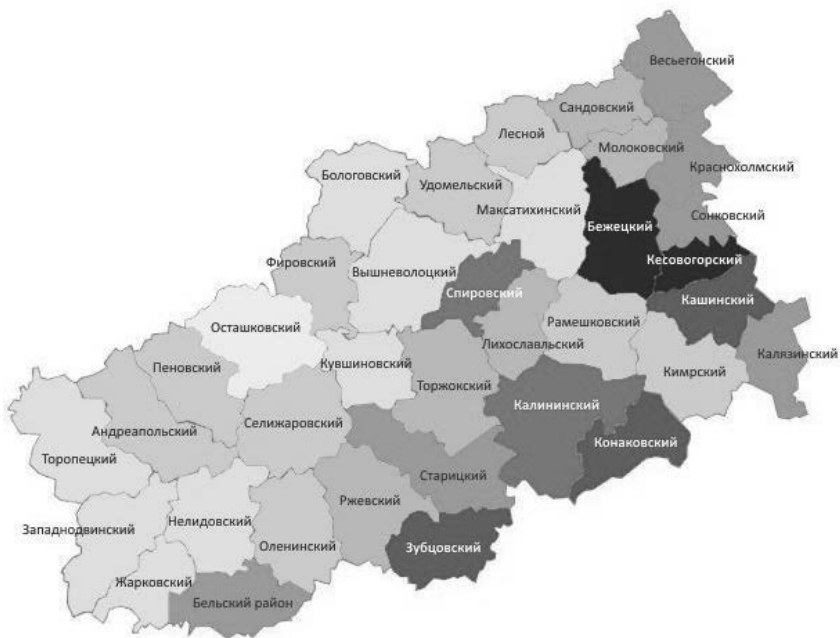 Весьегонский
Сандовский
Лесной
Молоковский
Краснохолмский
Бологовский
Удомельский
Максатихинский
Сонковский
Бежецкий
Кесовогорский
Фировский
Вышневолоцкий
Спировский
Кашинский
Осташковский
Рамешковский
Лихославльский
Калязинский
Пеновский
Кувшиновский
Кимрский
Торжокский
Калининский
Андреапольский
Селижаровский
Конаковский
Торопецкий
Старицкий
Ржевский
Западнодвинский
Нелидовский
Оленинский
Зубцовский
Жарковский
Бельский район